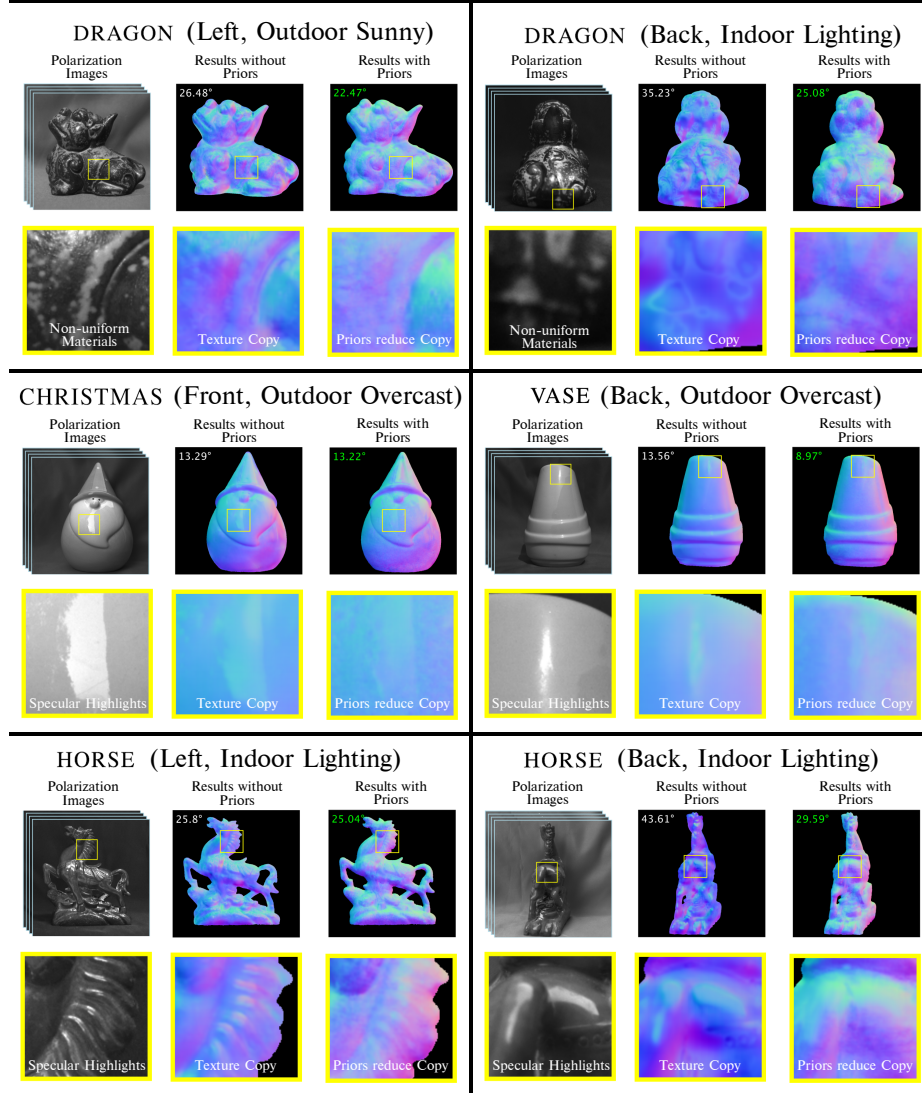 DRAGON (Left, Outdoor Sunny)
Polarization
Images
Results without
Priors
Results with
Priors
26.48°
22.47°
Non-uniform
Materials
Texture Copy
Priors reduce Copy
DRAGON (Back, Indoor Lighting)
Polarization
Images
Results without
Priors
Results with
Priors
35.23°
25.08°
Non-uniform
Materials
Texture Copy
Priors reduce Copy
CHRISTMAS (Front, Outdoor Overcast)
Polarization
Images
Results without
Priors
Results with
Priors
13.29°
13.22°
Specular Highlights
Texture Copy
Priors reduce Copy
VASE (Back, Outdoor Overcast)
Polarization
Images
Results without
Priors
Results with
Priors
13.56°
8.97°
Specular Highlights
Texture Copy
Priors reduce Copy
HORSE (Left, Indoor Lighting)
Polarization
Images
Results without
Priors
Results with
Priors
25.8°
25.04°
Specular Highlights
Texture Copy
Priors reduce Copy
HORSE (Back, Indoor Lighting)
Polarization
Images
Results without
Priors
Results with
Priors
43.61°
29.59°
Specular Highlights
Texture Copy
Priors reduce Copy